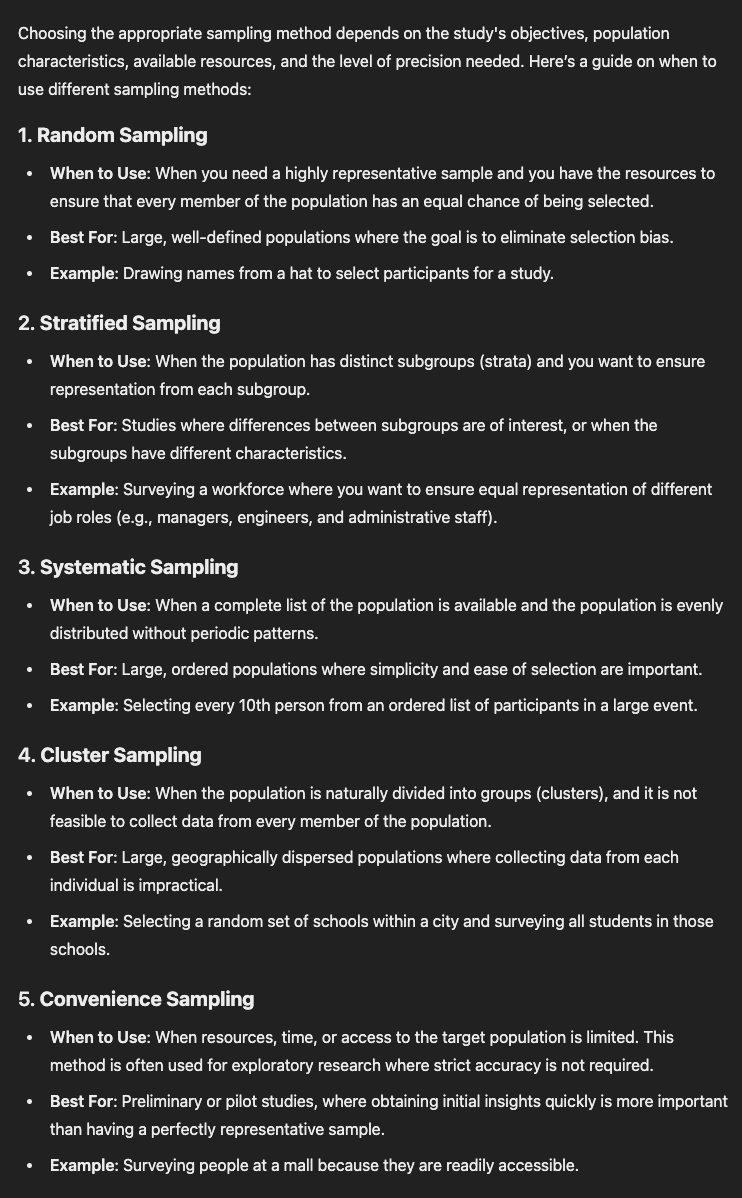 Choosing the appropriate sampling method depends on the study's objectives, population
characteristics, available resources, and the level of precision needed. Here’s a guide on when to
use different sampling methods:
1. Random Sampling
• When to Use: When you need a highly representative sample and you have the resources to
ensure that every member of the population has an equal chance of being selected.
• Best For: Large, well-defined populations where the goal is to eliminate selection bias.
• Example: Drawing names from a hat to select participants for a study.
2. Stratified Sampling
• When to Use: When the population has distinct subgroups (strata) and you want to ensure
representation from each subgroup.
• Best For: Studies where differences between subgroups are of interest, or when the
subgroups have different characteristics.
• Example: Surveying a workforce where you want to ensure equal representation of different
job roles (e.g., managers, engineers, and administrative staff).
3. Systematic Sampling
• When to Use: When a complete list of the population is available and the population is evenly
distributed without periodic patterns.
• Best For: Large, ordered populations where simplicity and ease of selection are important.
• Example: Selecting every 10th person from an ordered list of participants in a large event.
4. Cluster Sampling
• When to Use: When the population is naturally divided into groups (clusters), and it is not
feasible to collect data from every member of the population.
• Best For: Large, geographically dispersed populations where collecting data from each
individual is impractical.
• Example: Selecting a random set of schools within a city and surveying all students in those
schools.
5. Convenience Sampling
• When to Use: When resources, time, or access to the target population is limited. This
method is often used for exploratory research where strict accuracy is not required.
• Best For: Preliminary or pilot studies, where obtaining initial insights quickly is more important
than having a perfectly representative sample.
• Example: Surveying people at a mall because they are readily accessible.